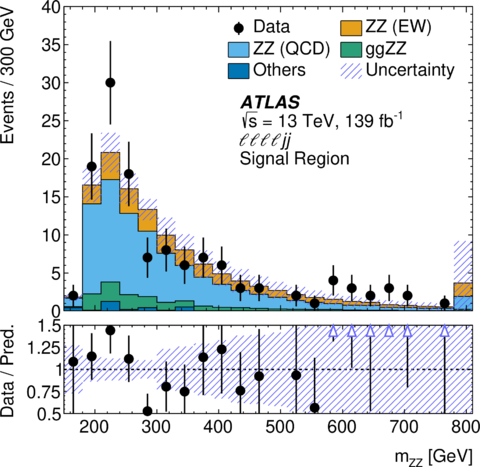 Events / 300 GeV
40
35
30
25
20
15
10
5
0
Data
ZZ (EW)
ZZ (QCD)
ggZZ
Others
Uncertainty
ATLAS
√s = 13 TeV, 139 fb⁻¹
ℓℓℓℓjj
Signal Region
Data / Pred.
1.5
1.25
1
0.75
0.5
200 300 400 500 600 700 800
m_ZZ [GeV]